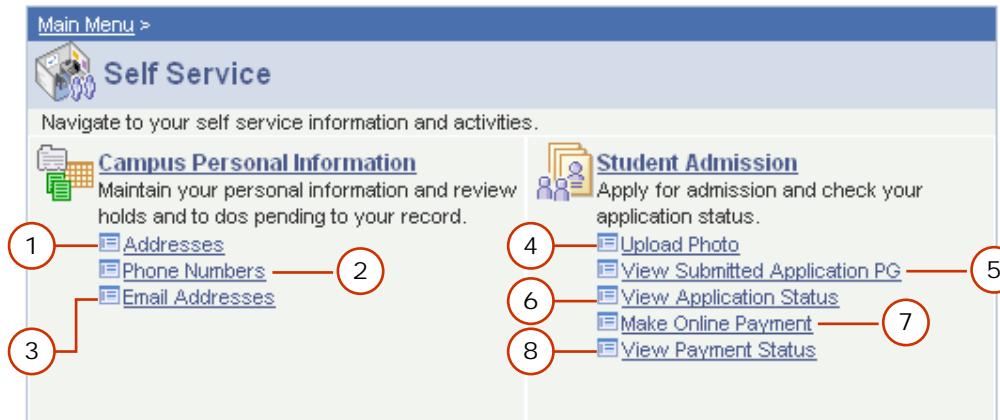 Main Menu >
Self Service
Navigate to your self service information and activities.
Campus Personal Information
Maintain your personal information and review
holds and to dos pending to your record.
1 Addresses
Phone Numbers 2
3 Email Addresses
Student Admission
Apply for admission and check your
application status.
4 Upload Photo
View Submitted Application PG 5
6 View Application Status
Make Online Payment 7
8 View Payment Status